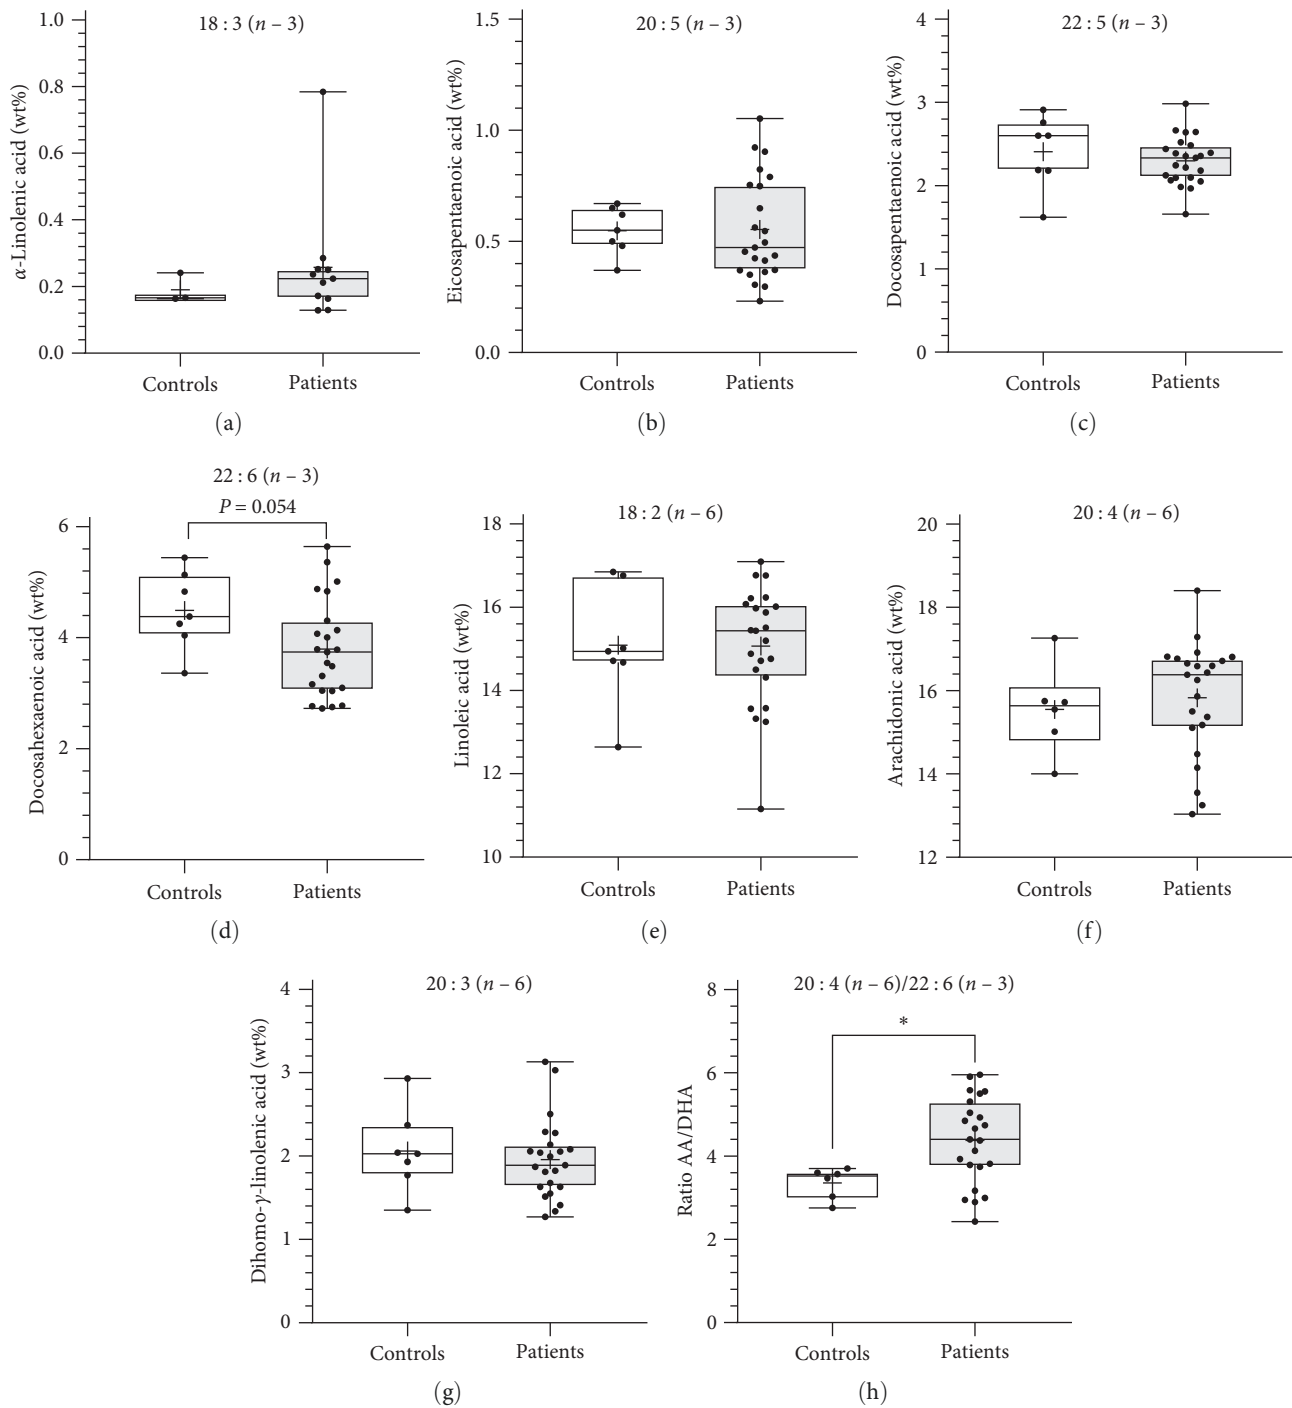 18 : 3 (n – 3)
α-Linolenic acid (wt%)
1.0
0.8
0.6
0.4
0.2
0.0
Controls
Patients
(a)
20 : 5 (n – 3)
Eicosapentaenoic acid (wt%)
1.5
1.0
0.5
0.0
Controls
Patients
(b)
22 : 5 (n – 3)
Docosapentaenoic acid (wt%)
4
3
2
1
0
Controls
Patients
(c)
22 : 6 (n – 3)
P = 0.054
Docosahexaenoic acid (wt%)
6
4
2
0
Controls
Patients
(d)
18 : 2 (n – 6)
Linoleic acid (wt%)
18
16
14
12
10
Controls
Patients
(e)
20 : 4 (n – 6)
Arachidonic acid (wt%)
20
18
16
14
12
Controls
Patients
(f)
20 : 3 (n – 6)
Dihomo-γ-linolenic acid (wt%)
4
3
2
1
0
Controls
Patients
(g)
20 : 4 (n – 6)/22 : 6 (n – 3)
*
Ratio AA/DHA
8
6
4
2
0
Controls
Patients
(h)